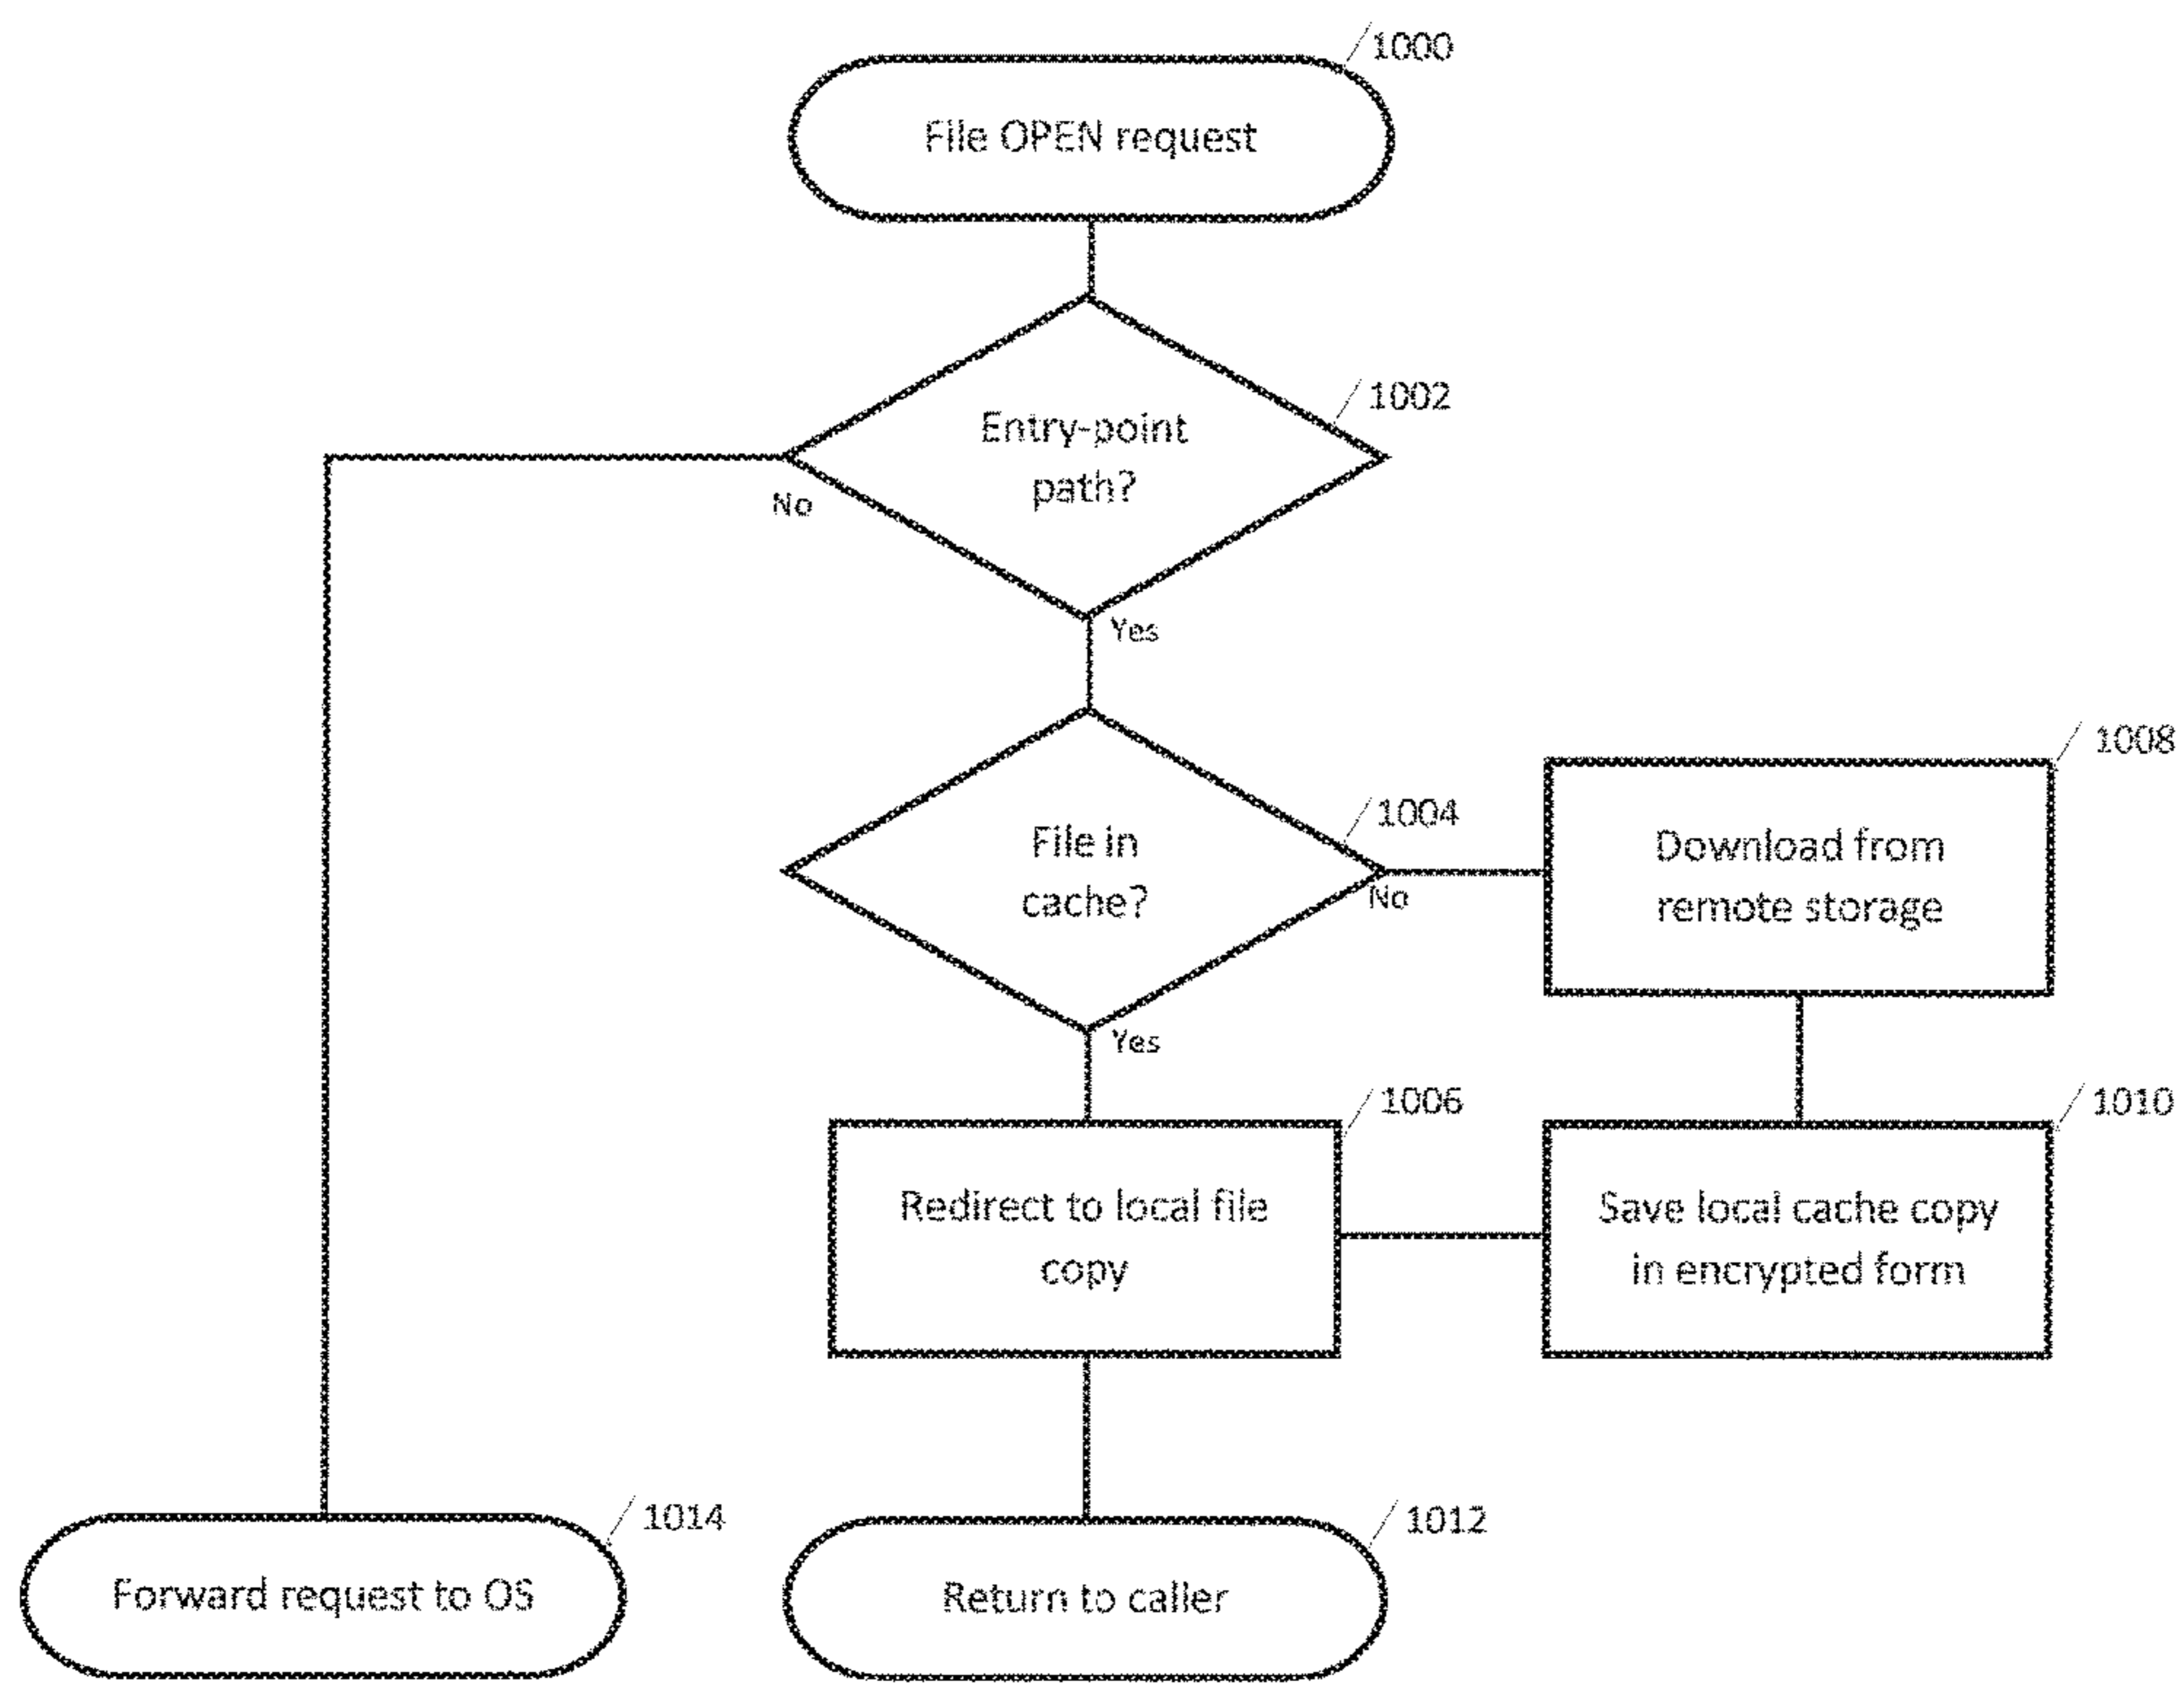 1000
File OPEN request
1002
Entry-point
path?
No
Yes
1008
1004
File in
cache?
Download from
remote storage
No
Yes
1006
1010
Redirect to local file
copy
Save local cache copy
in encrypted form
1014
1012
Forward request to OS
Return to caller